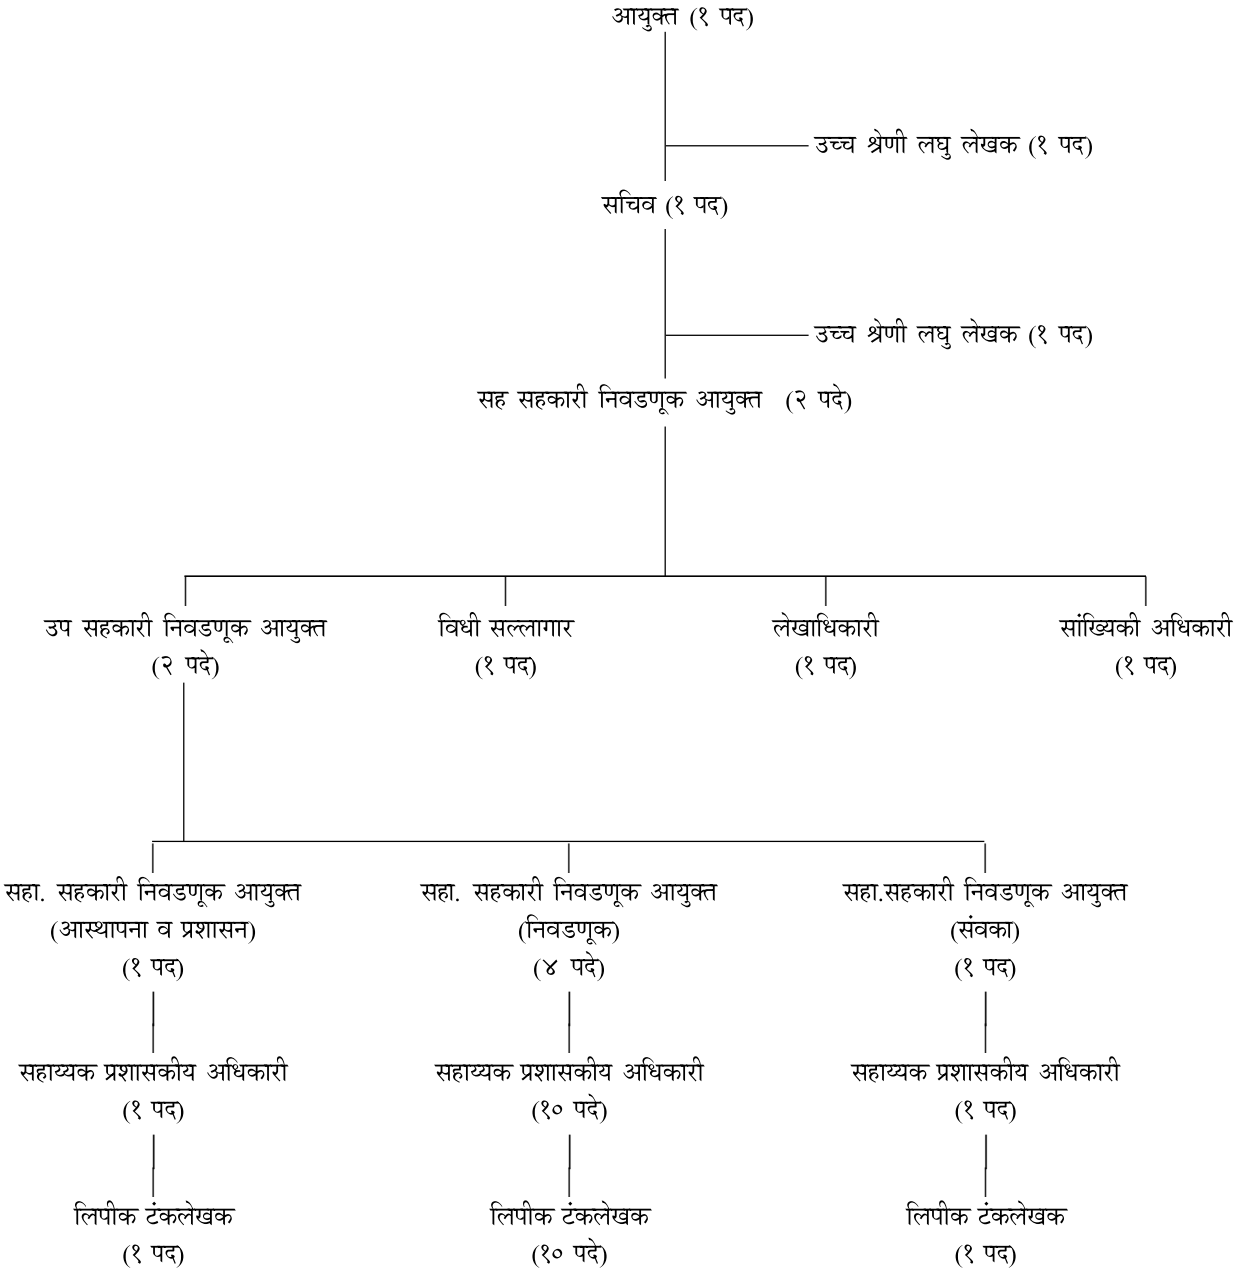 आयुक्त (१ पद)
उच्च श्रेणी लघु लेखक (१ पद)
सचिव (१ पद)
उच्च श्रेणी लघु लेखक (१ पद)
सह सहकारी निवडणूक आयुक्त (२ पदे)
उप सहकारी निवडणूक आयुक्त
(२ पदे)
विधी सल्लागार
(१ पद)
लेखाधिकारी
(१ पद)
सांख्यिकी अधिकारी
(१ पद)
सहा. सहकारी निवडणूक आयुक्त
(आस्थापना व प्रशासन)
(१ पद)
सहाय्यक प्रशासकीय अधिकारी
(१ पद)
लिपीक टंकलेखक
(१ पद)
सहा. सहकारी निवडणूक आयुक्त
(निवडणूक)
(४ पदे)
सहाय्यक प्रशासकीय अधिकारी
(१० पदे)
लिपीक टंकलेखक
(१० पदे)
सहा.सहकारी निवडणूक आयुक्त
(संवका)
(१ पद)
सहाय्यक प्रशासकीय अधिकारी
(१ पद)
लिपीक टंकलेखक
(१ पद)